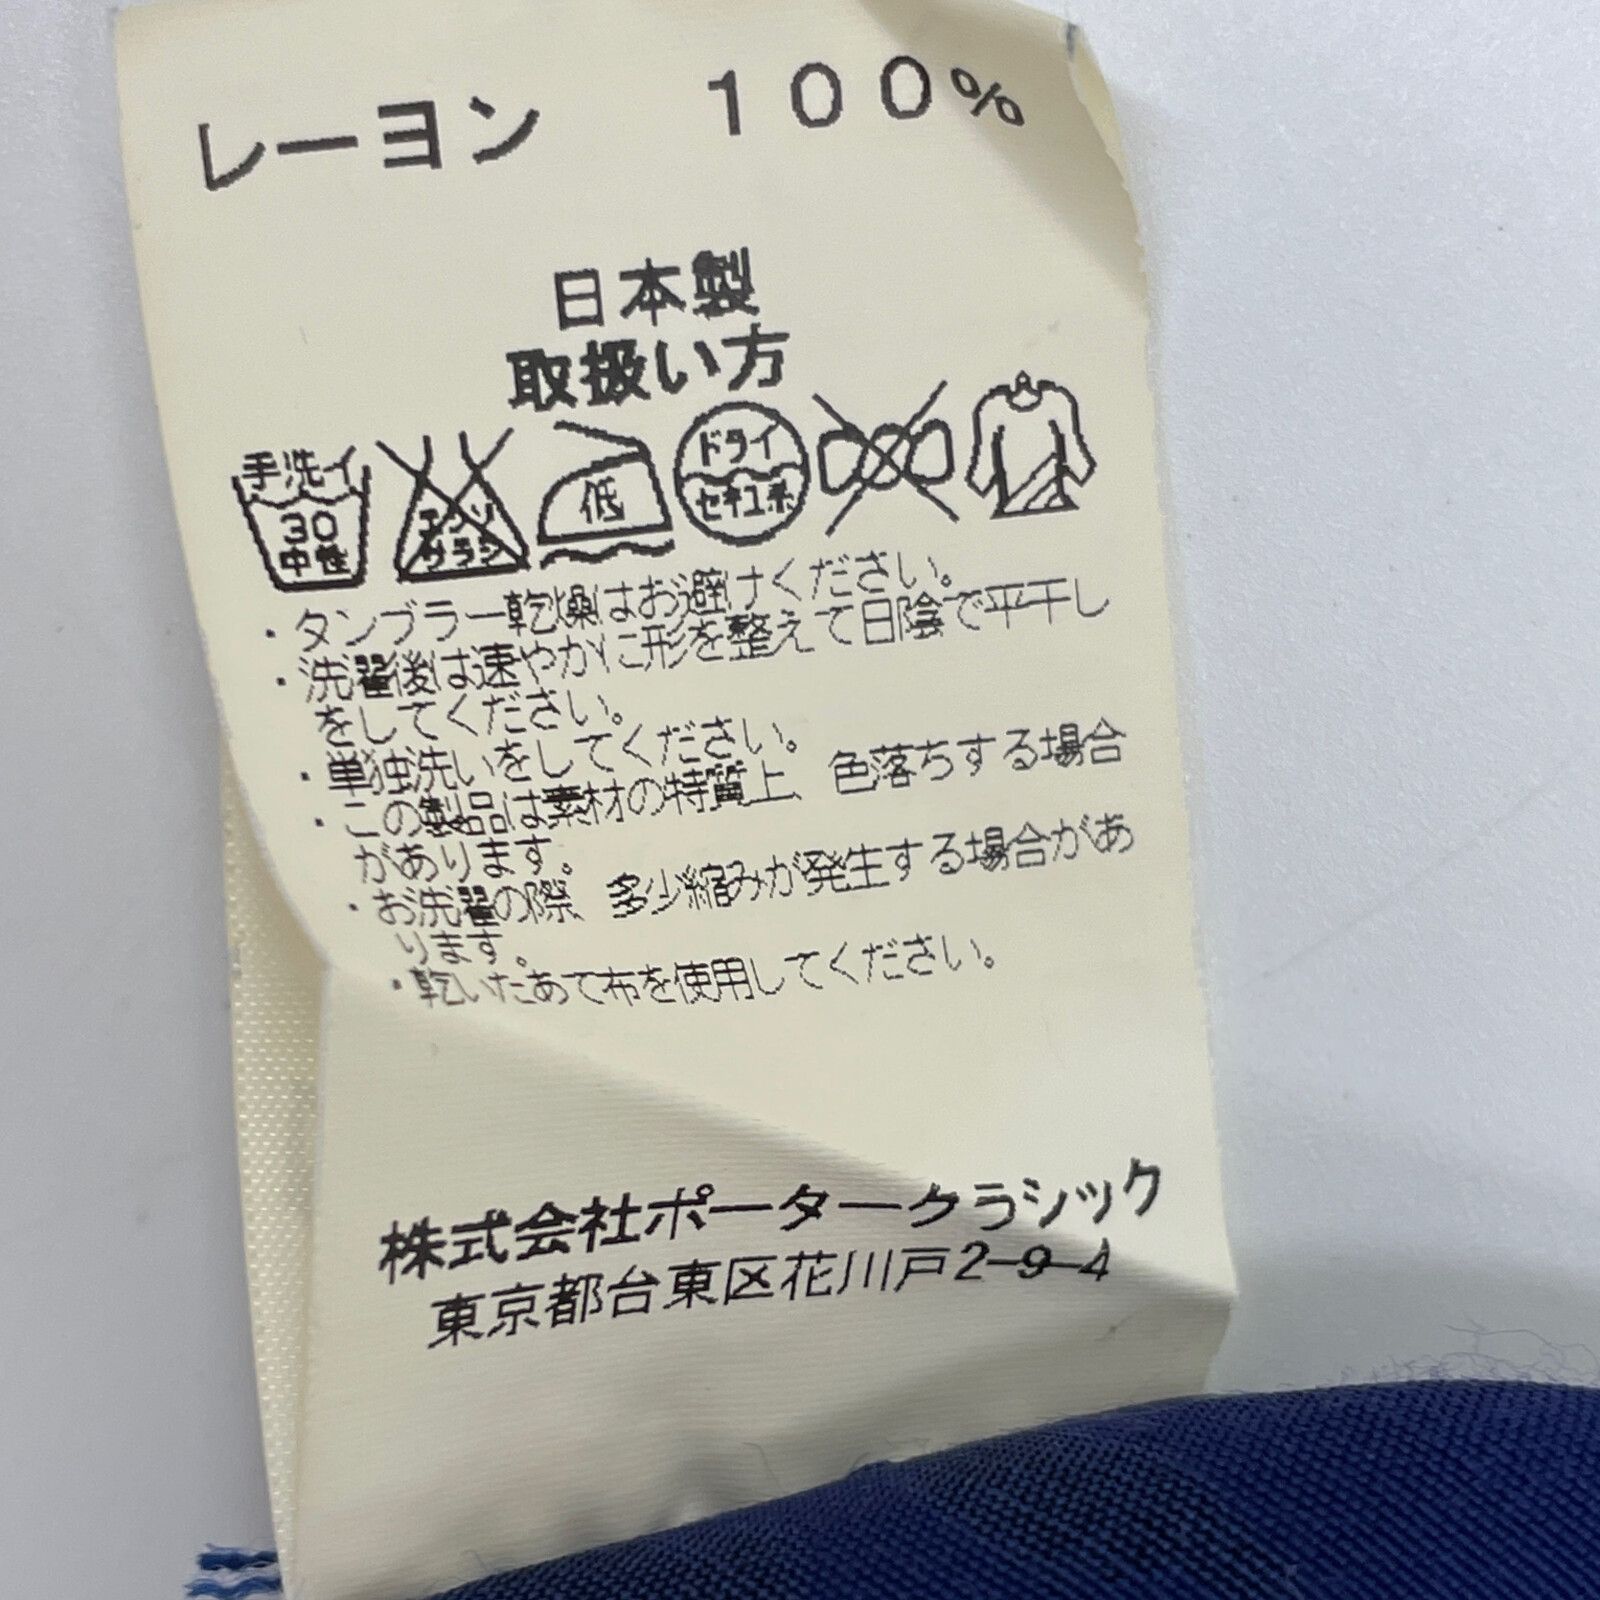 レーヨン 100%
日本製
取扱い方
手洗イ 30 中性
エンソ サラシ
低
ドライ セキユ系
・タンブラー乾燥はお避けください。
・洗濯後は速やかに形を整えて日陰で平干し
をしてください。
・単独洗いをしてください。
・この製品は素材の特質上、色落ちする場合
があります。
・お洗濯の際、多少縮みが発生する場合があ
ります。
・乾いたあて布を使用してください。
株式会社ポータークラシック
東京都台東区花川戸2-9-4